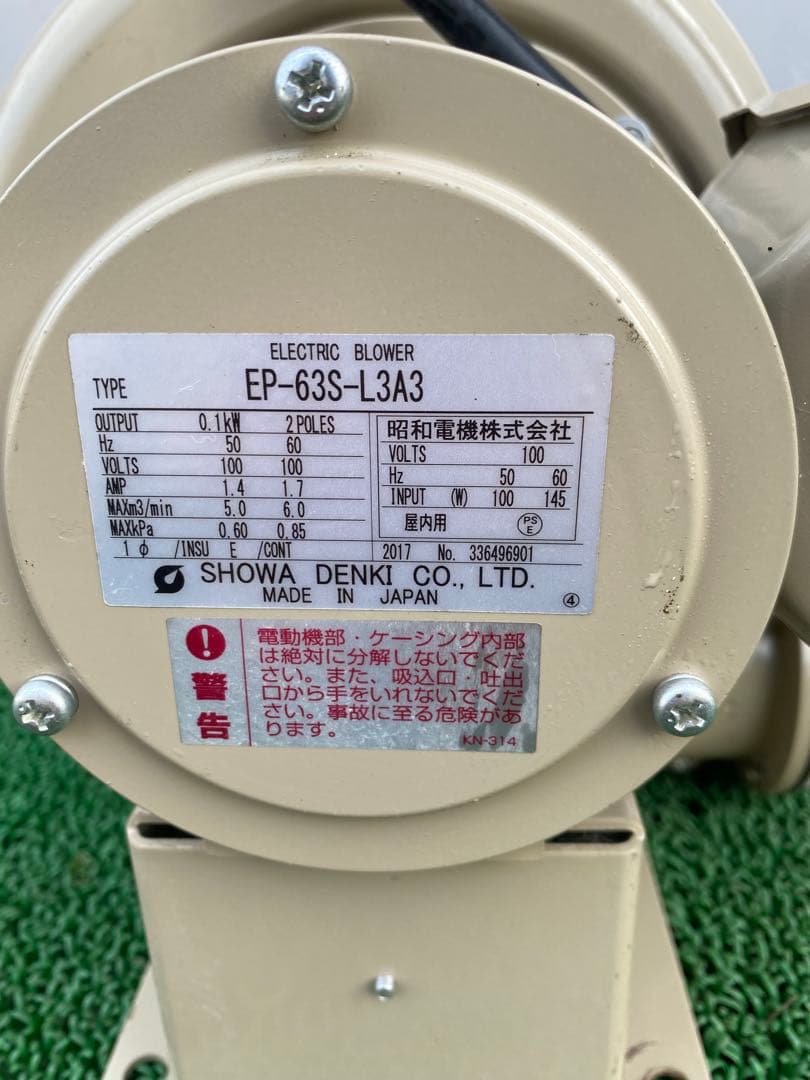 ELECTRIC BLOWER
TYPE EP-63S-L3A3
OUTPUT 0.1kW 2 POLES
Hz 50 60
VOLTS 100 100
AMP 1.4 1.7
MAXm3/min 5.0 6.0
MAXkPa 0.60 0.85
1 φ /INSU E /CONT
昭和電機株式会社
VOLTS 100
Hz 50 60
INPUT (W) 100 145
屋内用 PS E
2017 No. 336496901
SHOWA DENKI CO., LTD.
MADE IN JAPAN ④
警告
電動機部・ケーシング内部
は絶対に分解しないでくだ
さい。また、吸込口・吐出
口から手をいれないでくだ
さい。事故に至る危険があ
ります。
KN-314